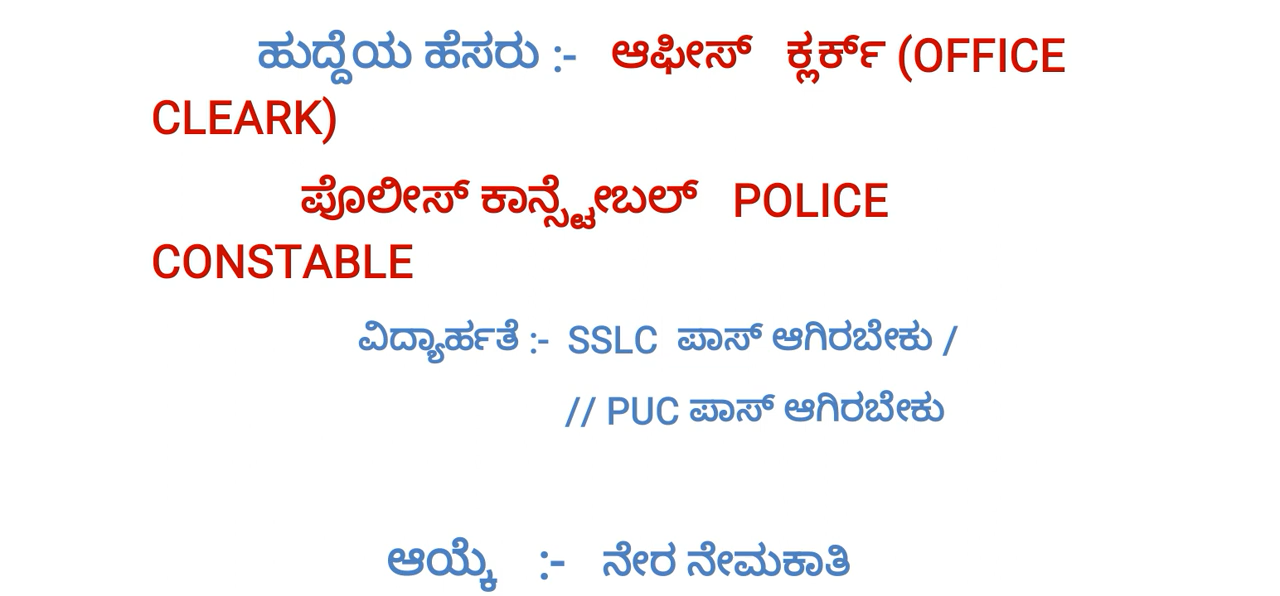 ಹುದ್ದೆಯ ಹೆಸರು :- ಆಫೀಸ್ ಕ್ಲರ್ಕ್ (OFFICE
CLEARK)
ಪೊಲೀಸ್ ಕಾನ್ಸ್ಟೇಬಲ್ POLICE
CONSTABLE
ವಿದ್ಯಾರ್ಹತೆ :- SSLC ಪಾಸ್ ಆಗಿರಬೇಕು /
// PUC ಪಾಸ್ ಆಗಿರಬೇಕು
ಆಯ್ಕೆ :- ನೇರ ನೇಮಕಾತಿ